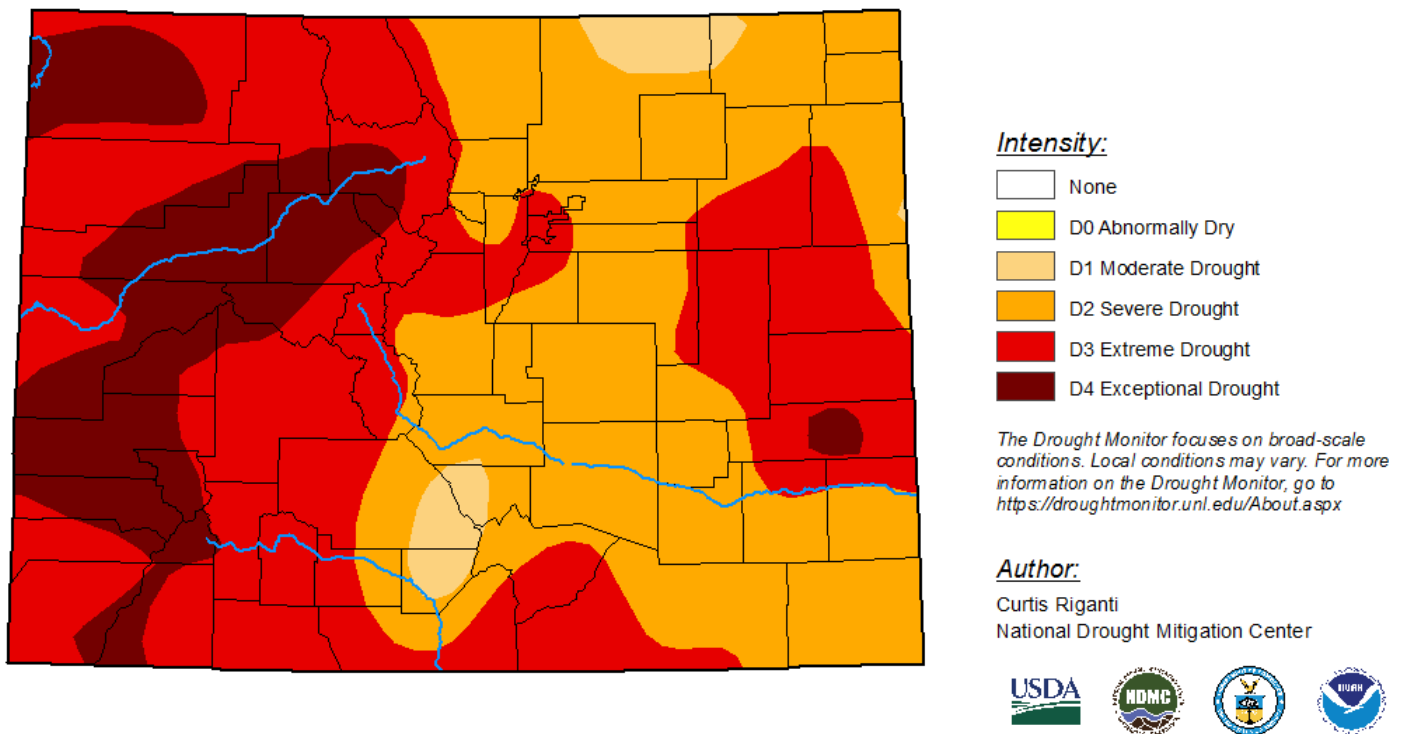 Intensity:
None
D0 Abnormally Dry
D1 Moderate Drought
D2 Severe Drought
D3 Extreme Drought
D4 Exceptional Drought
The Drought Monitor focuses on broad-scale
conditions. Local conditions may vary. For more
information on the Drought Monitor, go to
https://droughtmonitor.unl.edu/About.aspx
Author:
Curtis Riganti
National Drought Mitigation Center
USDA
NDMC